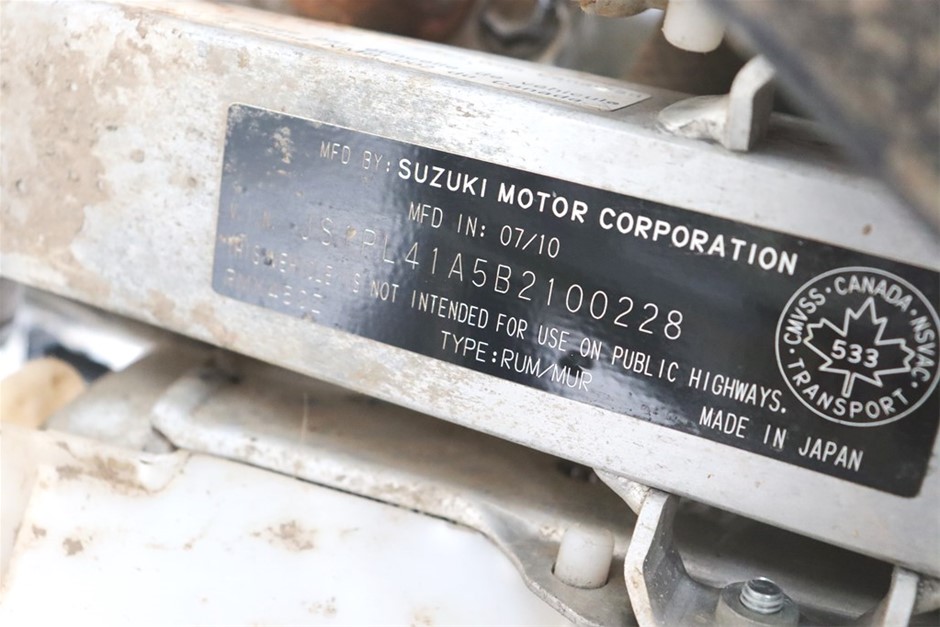 MFD BY: SUZUKI MOTOR CORPORATION
MFD IN: 07/10
L41A5B2100228
NOT INTENDED FOR USE ON PUBLIC HIGHWAYS.
TYPE: RUM/MUR
MADE IN JAPAN
CMVSS · CANADA · NSVAC · TRANSPORT ·
533